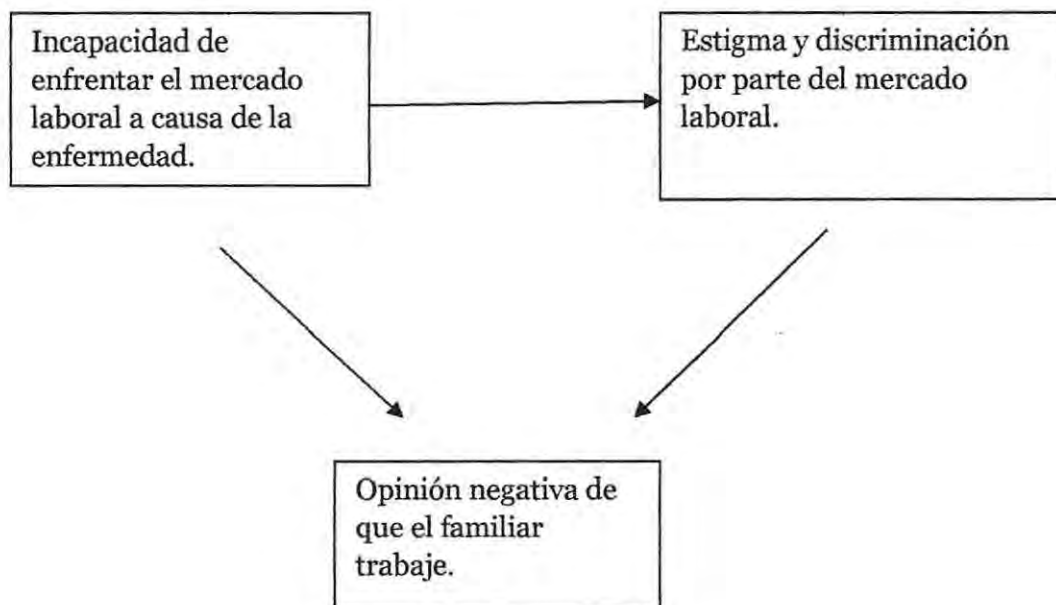 Incapacidad de
enfrentar el mercado
laboral a causa de la
enfermedad.
Estigma y discriminación
por parte del mercado
laboral.
Opinión negativa de
que el familiar
trabaje.